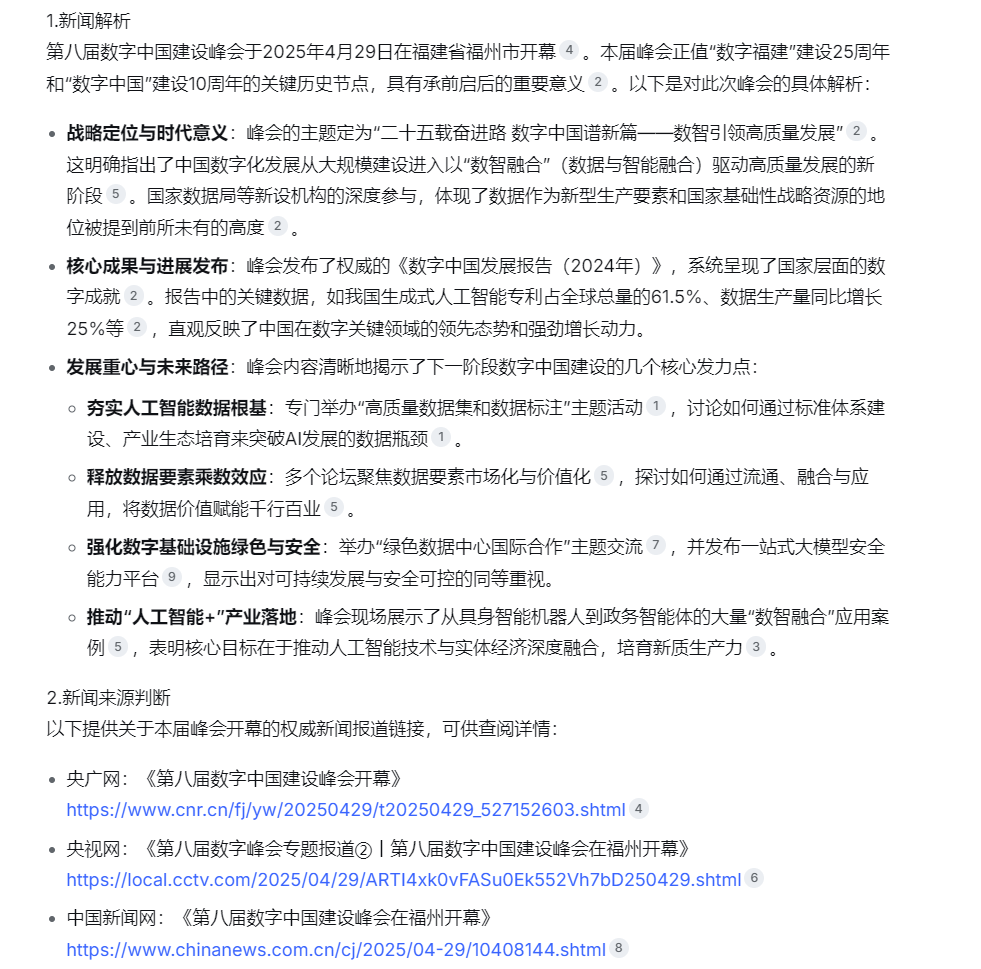 1.新闻解析
第八届数字中国建设峰会于2025年4月29日在福建省福州市开幕 4 。本届峰会正值“数字福建”建设25周年
和“数字中国”建设10周年的关键历史节点，具有承前启后的重要意义 2 。以下是对此次峰会的具体解析：
• 战略定位与时代意义：峰会的主题定为“二十五载奋进路 数字中国谱新篇——数智引领高质量发展” 2 。
这明确指出了中国数字化发展从大规模建设进入以“数智融合”（数据与智能融合）驱动高质量发展的新
阶段 5 。国家数据局等新设机构的深度参与，体现了数据作为新型生产要素和国家基础性战略资源的地
位被提到前所未有的高度 2 。
• 核心成果与进展发布：峰会发布了权威的《数字中国发展报告（2024年）》，系统呈现了国家层面的数
字成就 2 。报告中的关键数据，如我国生成式人工智能专利占全球总量的61.5%、数据生产量同比增长
25%等 2 ，直观反映了中国在数字关键领域的领先态势和强劲增长动力。
• 发展重心与未来路径：峰会内容清晰地揭示了下一阶段数字中国建设的几个核心发力点：
○ 夯实人工智能数据根基：专门举办“高质量数据集和数据标注”主题活动 1 ，讨论如何通过标准体系建
设、产业生态培育来突破AI发展的数据瓶颈 1 。
○ 释放数据要素乘数效应：多个论坛聚焦数据要素市场化与价值化 5 ，探讨如何通过流通、融合与应
用，将数据价值赋能千行百业 5 。
○ 强化数字基础设施绿色与安全：举办“绿色数据中心国际合作”主题交流 7 ，并发布一站式大模型安全
能力平台 9 ，显示出对可持续发展与安全可控的同等重视。
○ 推动“人工智能+”产业落地：峰会现场展示了从具身智能机器人到政务智能体的大量“数智融合”应用案
例 5 ，表明核心目标在于推动人工智能技术与实体经济深度融合，培育新质生产力 3 。
2.新闻来源判断
以下提供关于本届峰会开幕的权威新闻报道链接，可供查阅详情：
• 央广网：《第八届数字中国建设峰会开幕》
https://www.cnr.cn/fj/yw/20250429/t20250429_527152603.shtml 4
• 央视网：《第八届数字峰会专题报道②丨第八届数字中国建设峰会在福州开幕》
https://local.cctv.com/2025/04/29/ARTI4xk0vFASu0Ek552Vh7bD250429.shtml 6
• 中国新闻网：《第八届数字中国建设峰会在福州开幕》
https://www.chinanews.com.cn/cj/2025/04-29/10408144.shtml 8